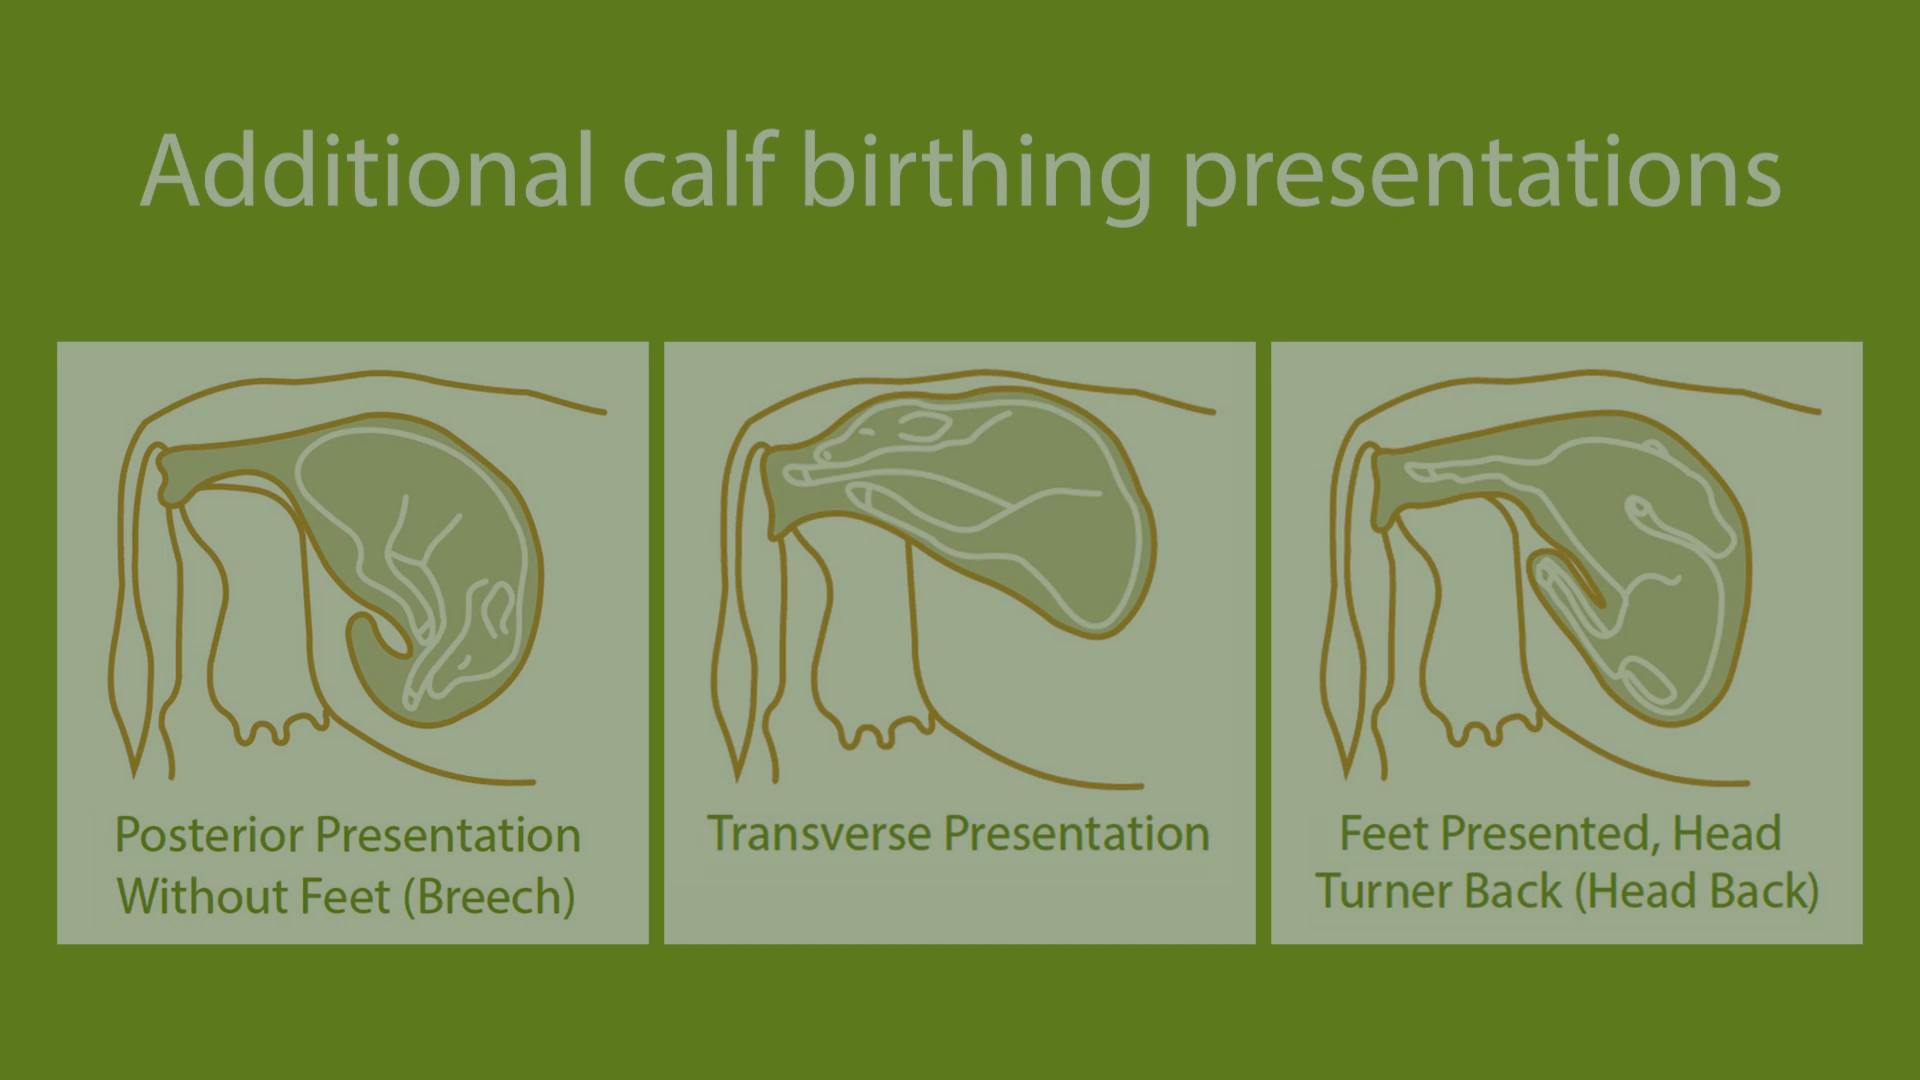 Additional calf birthing presentations
Posterior Presentation
Without Feet (Breech)
Transverse Presentation
Feet Presented, Head
Turner Back (Head Back)